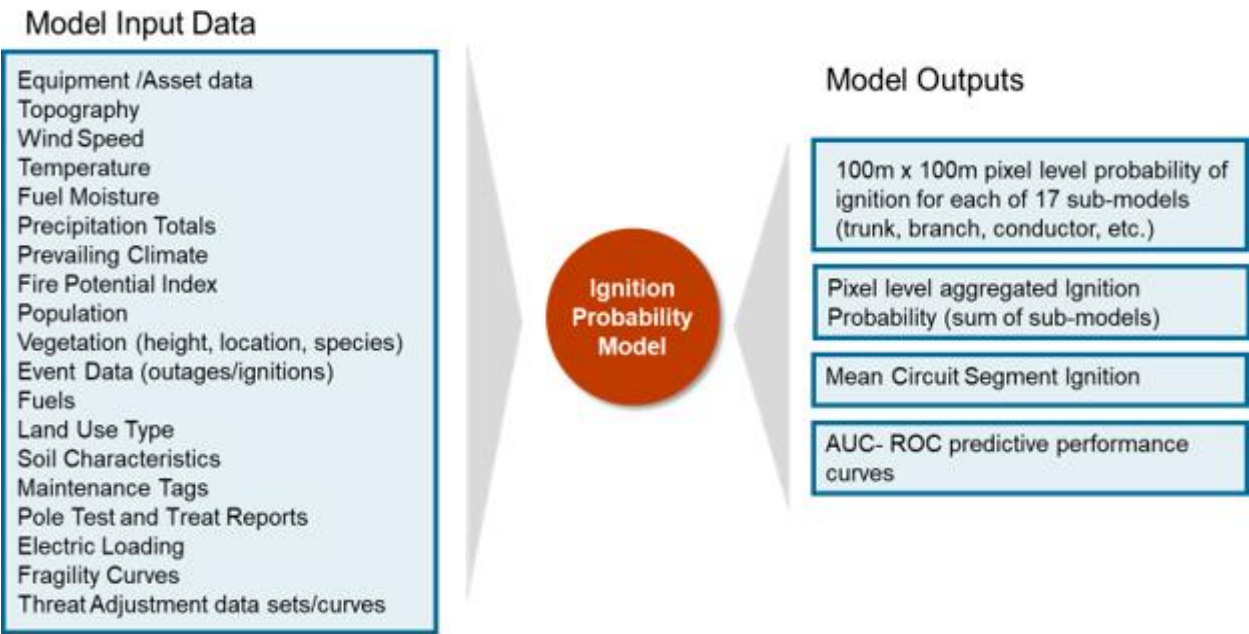 Model Input Data
Equipment /Asset data
Topography
Wind Speed
Temperature
Fuel Moisture
Precipitation Totals
Prevailing Climate
Fire Potential Index
Population
Vegetation (height, location, species)
Event Data (outages/ignitions)
Fuels
Land Use Type
Soil Characteristics
Maintenance Tags
Pole Test and Treat Reports
Electric Loading
Fragility Curves
Threat Adjustment data sets/curves
Ignition
Probability
Model
Model Outputs
100m x 100m pixel level probability of
ignition for each of 17 sub-models
(trunk, branch, conductor, etc.)
Pixel level aggregated Ignition
Probability (sum of sub-models)
Mean Circuit Segment Ignition
AUC- ROC predictive performance
curves